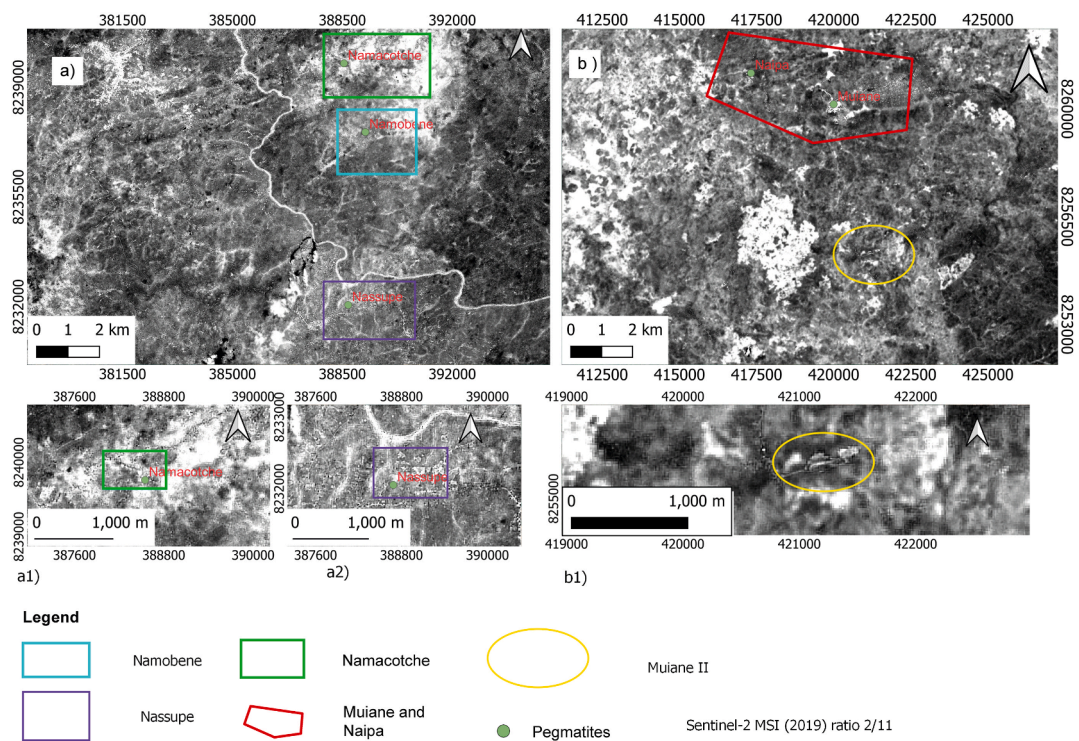 381500 385000 388500 392000
a)
8239000
8235500
8232000
Namacotche
Namobene
Nassupe
0 1 2 km
381500 385000 388500 392000
412500 415000 417500 420000 422500 425000
b )
Naipa
Muiane
8260000
8256500
8253000
0 1 2 km
412500 415000 417500 420000 422500 425000
387600 388800 390000
8240000
8239000
Namacotche
0 1,000 m
387600 388800 390000
a1)
387600 388800 390000
8233000
8232000
Nassupe
0 1,000 m
387600 388800 390000
a2)
419000 420000 421000 422000
8255000
0 1,000 m
419000 420000 421000 422000
b1)
Legend
Namobene
Namacotche
Muiane II
Nassupe
Muiane and
Naipa
Pegmatites
Sentinel-2 MSI (2019) ratio 2/11